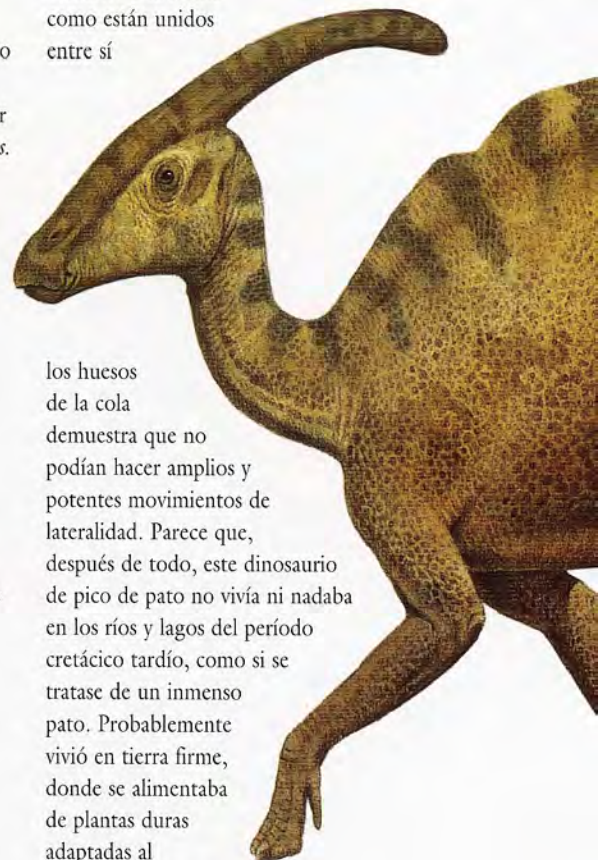 como están unidos
entre sí
o
r
s.
los huesos
de la cola
demuestra que no
podían hacer amplios y
potentes movimientos de
lateralidad. Parece que,
después de todo, este dinosaurio
de pico de pato no vivía ni nadaba
en los ríos y lagos del período
cretácico tardío, como si se
tratase de un inmenso
pato. Probablemente
vivió en tierra firme,
donde se alimentaba
de plantas duras
adaptadas al